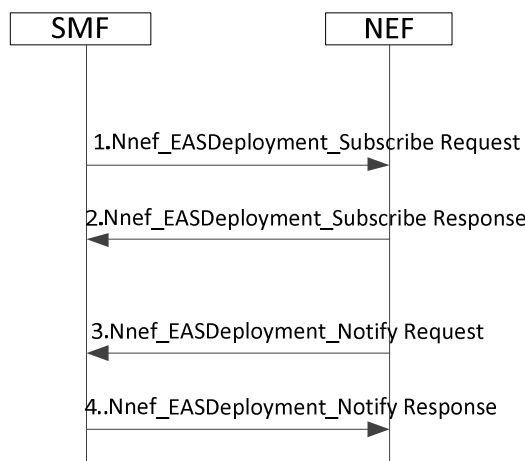 SMF
NEF
1.Nnef_EASDeployment_Subscribe Request
2.Nnef_EASDeployment_Subscribe Response
3.Nnef_EASDeployment_Notify Request
4..Nnef_EASDeployment_Notify Response